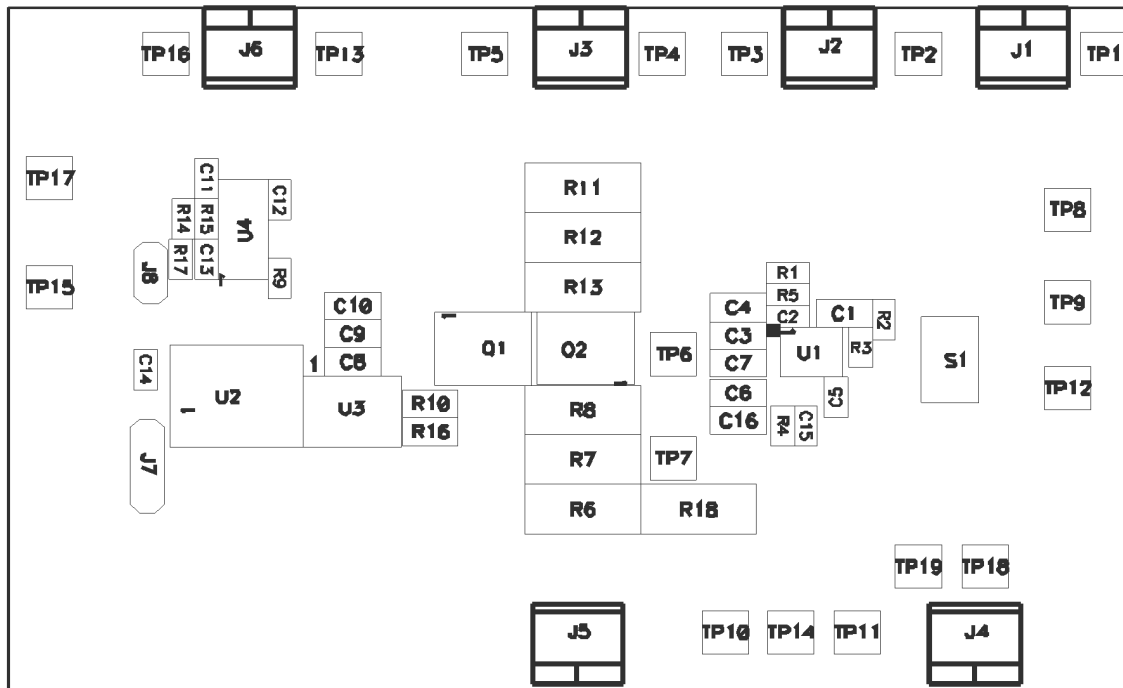 TP16 J6 TP13 TP5 J3 TP4 TP3 J2 TP2 J1 TP1
TP17
C11
C12
R11
R14 R15
U4
TP8
R12
R17 C13
J8
R9
R13
R1
TP15
R5
TP9
C10
C4
C2
C1
R2
1
C9
C3
1
C14
C8
1
Q1
Q2
TP6
U1
R3
S1
C7
1
U2
U3
R10
R8
C6
C5
TP12
1
R16
C16
R4 C15
J7
R7
TP7
R6
R18
TP19 TP18
J5 TP10 TP14 TP11 J4